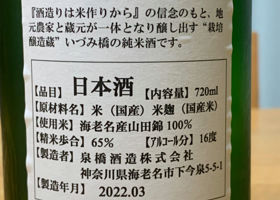 『酒造りは米作りから』の信念のもと、地
元農家と蔵元が一体となり醸し出す“栽培
醸造蔵”いづみ橋の純米酒です。
【品目】日本酒【内容量】720ml
【原材料名】米（国産）米麹（国産米）
【使用米】海老名産山田錦100%
【精米歩合】65%【アルコール分】16度
【製造者】泉橋酒造株式会社
神奈川県海老名市下今泉5-5-1
【製造年月】2022.03